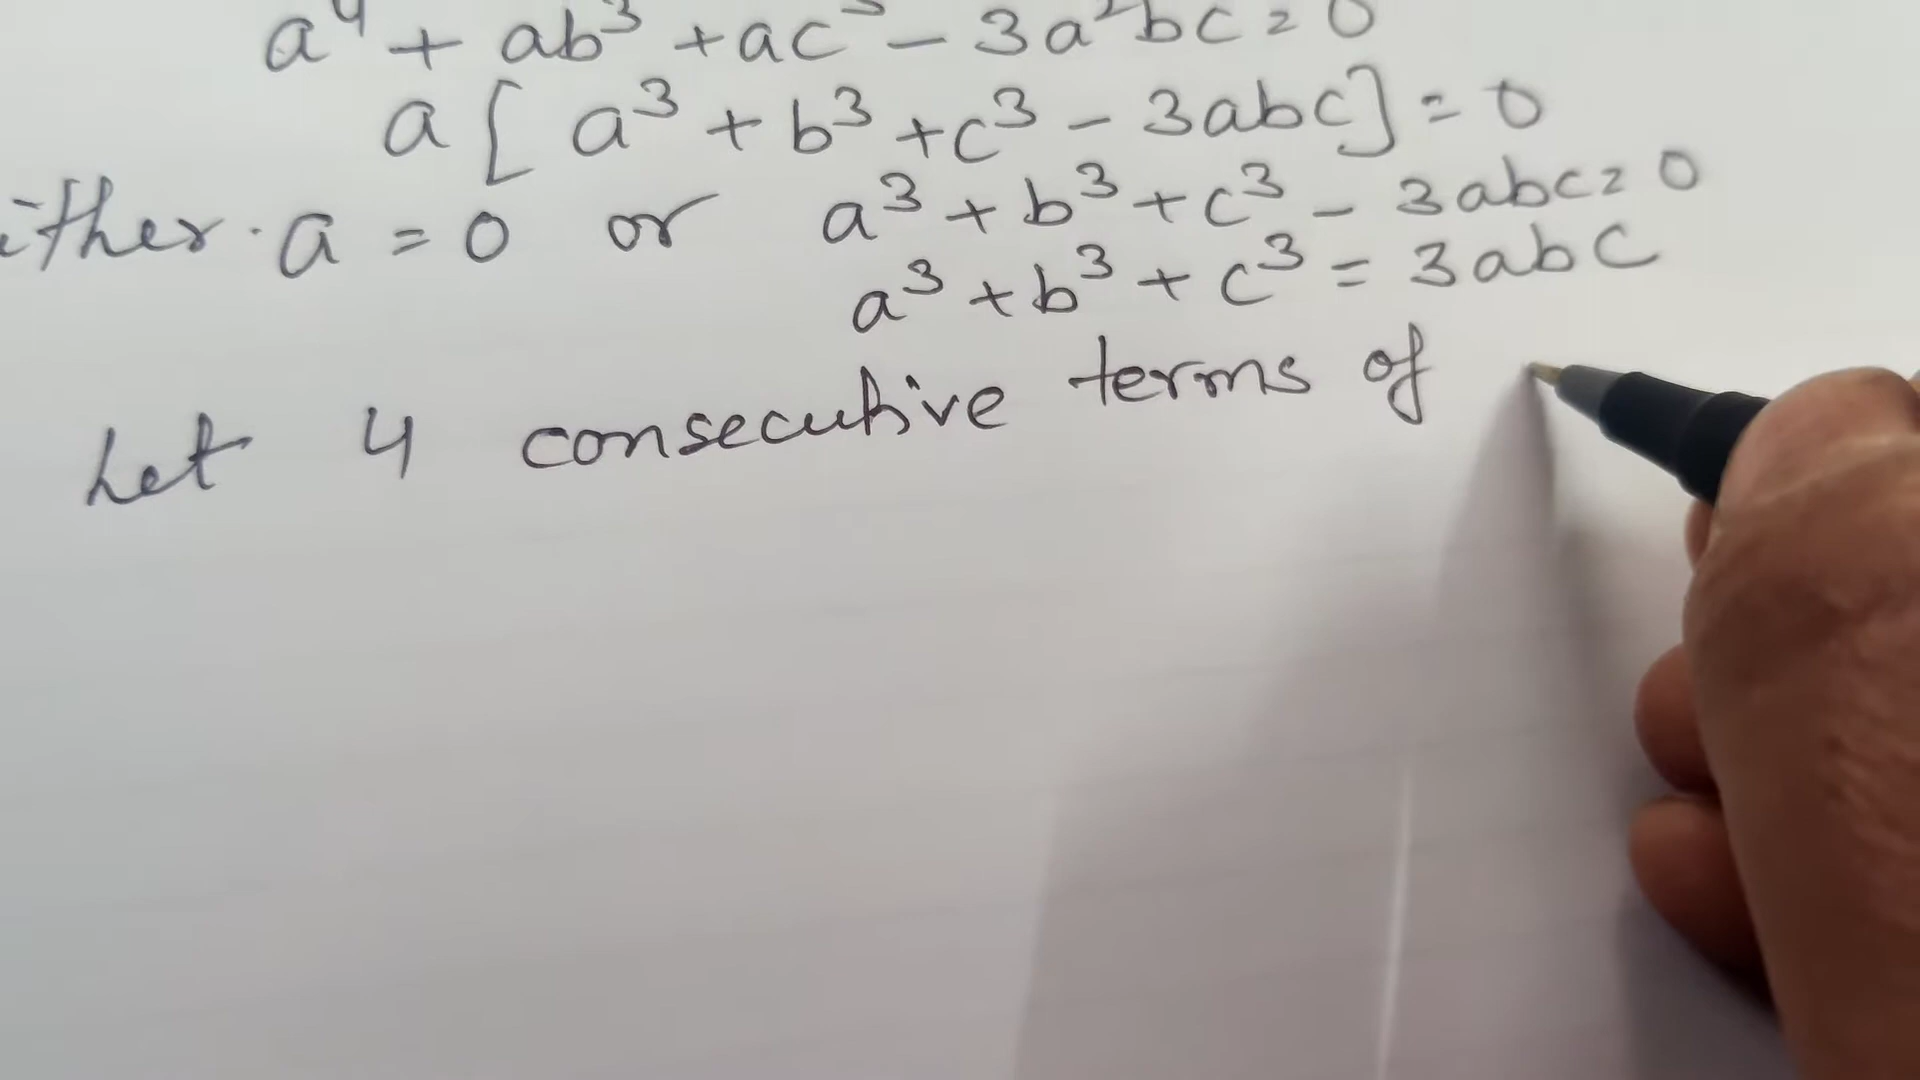 a⁴ + ab³ + ac³ - 3a²bc = 0
a [ a³ + b³ + c³ - 3abc ] = 0
ither. a = 0 or a³ + b³ + c³ - 3abc = 0
a³ + b³ + c³ = 3abc
Let 4 consecutive terms of